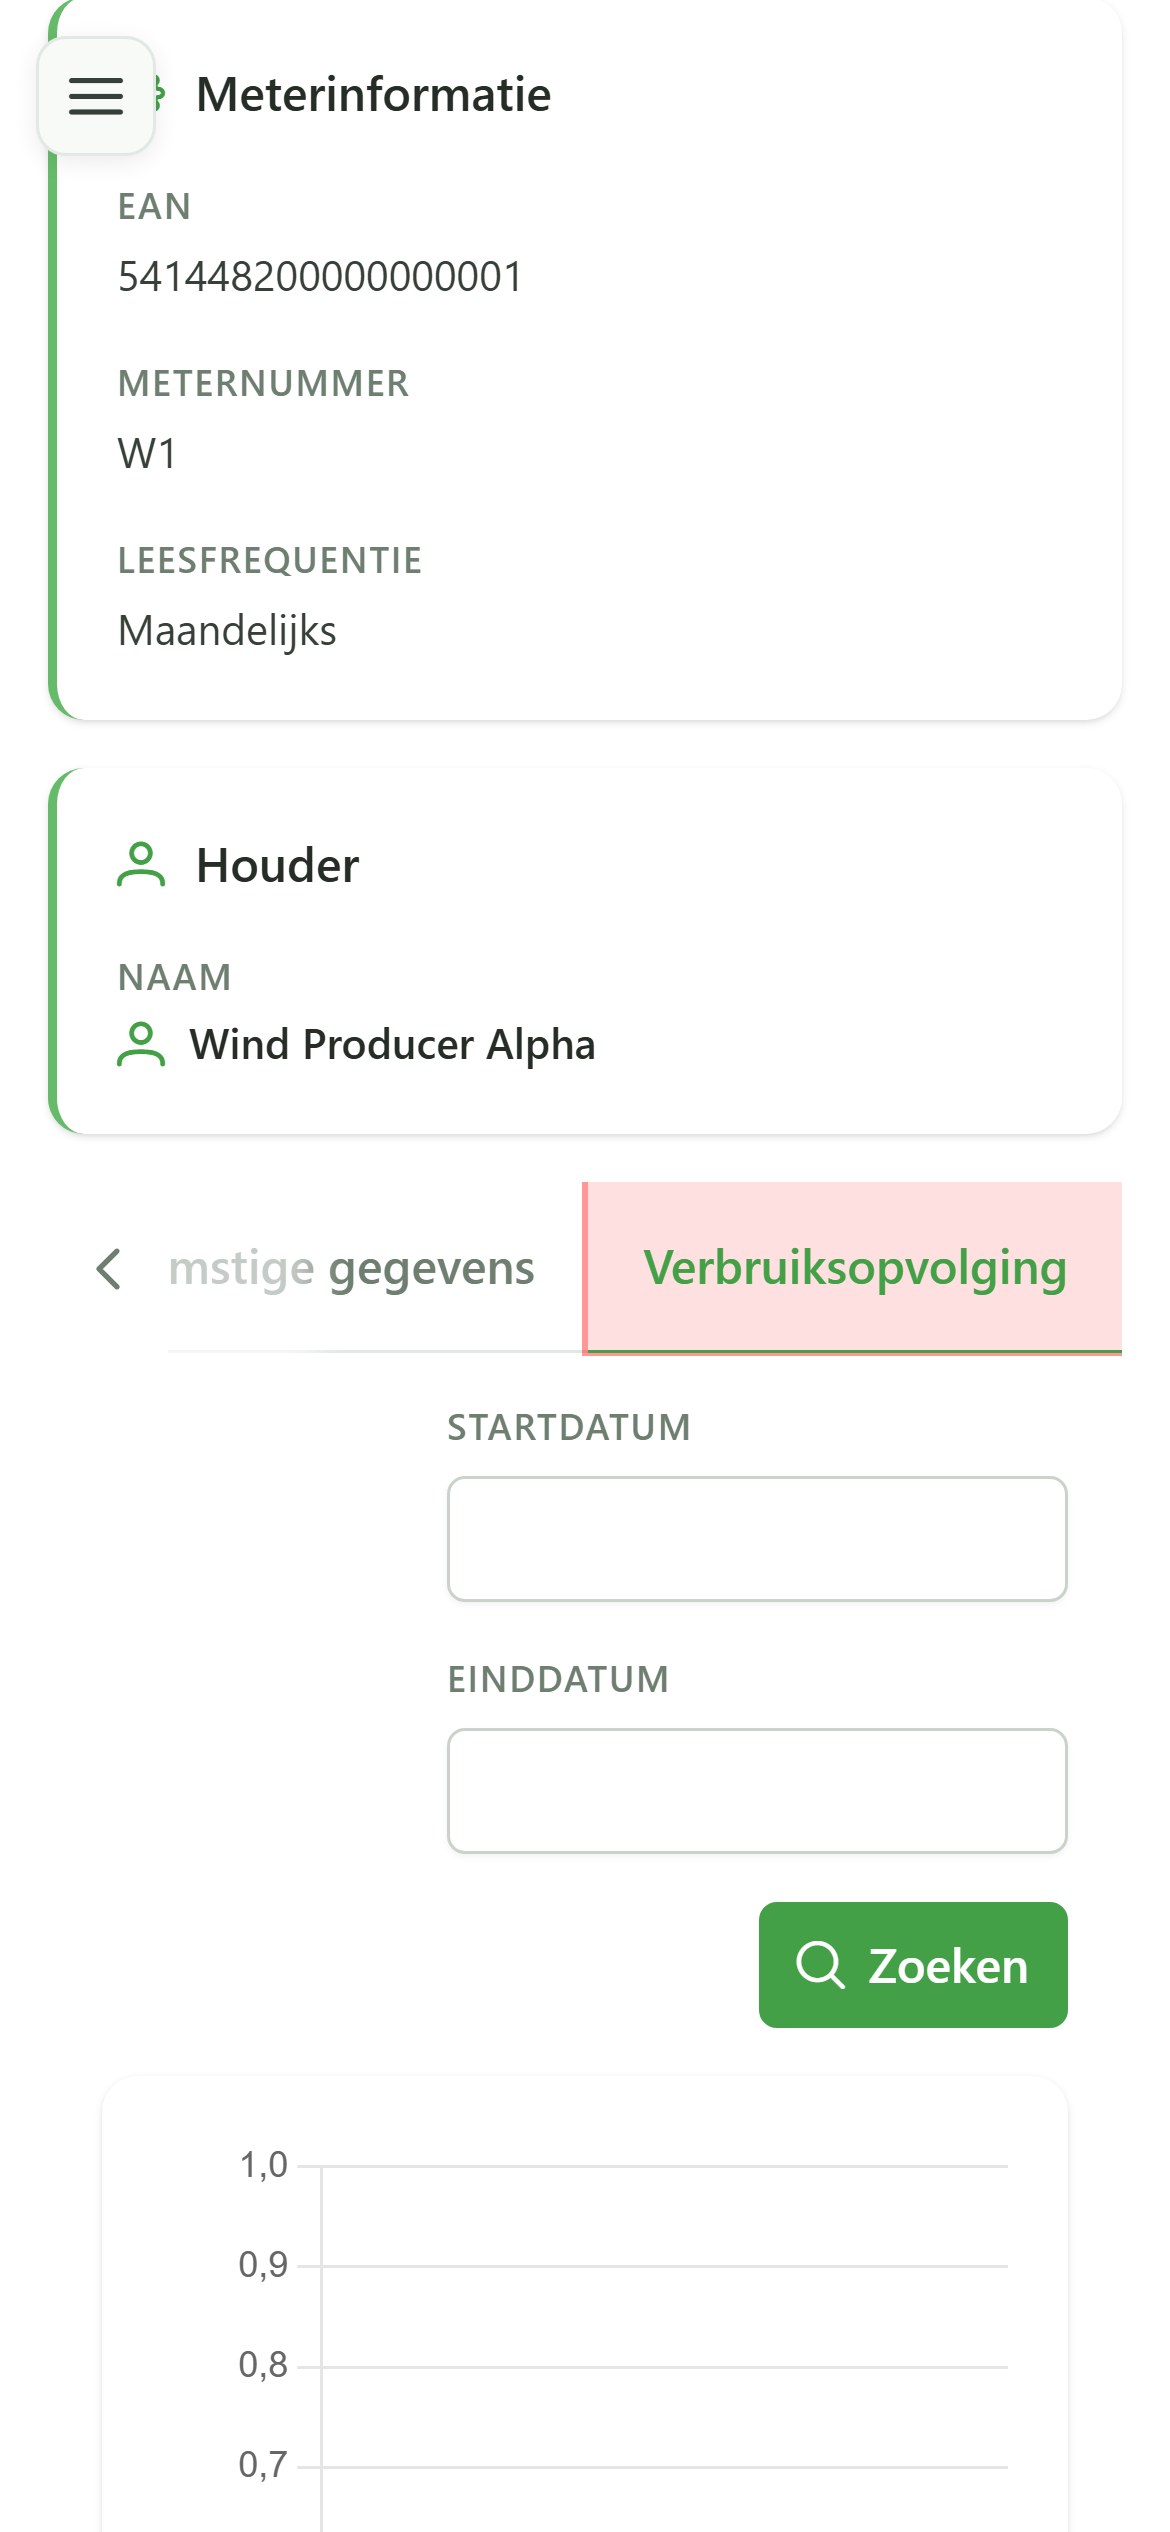 Meterinformatie
EAN
541448200000000001
METERNUMMER
W1
LEESFREQUENTIE
Maandelijks
Houder
NAAM
Wind Producer Alpha
mstige gegevens
Verbruiksopvolging
STARTDATUM
EINDDATUM
Zoeken
1,0
0,9
0,8
0,7